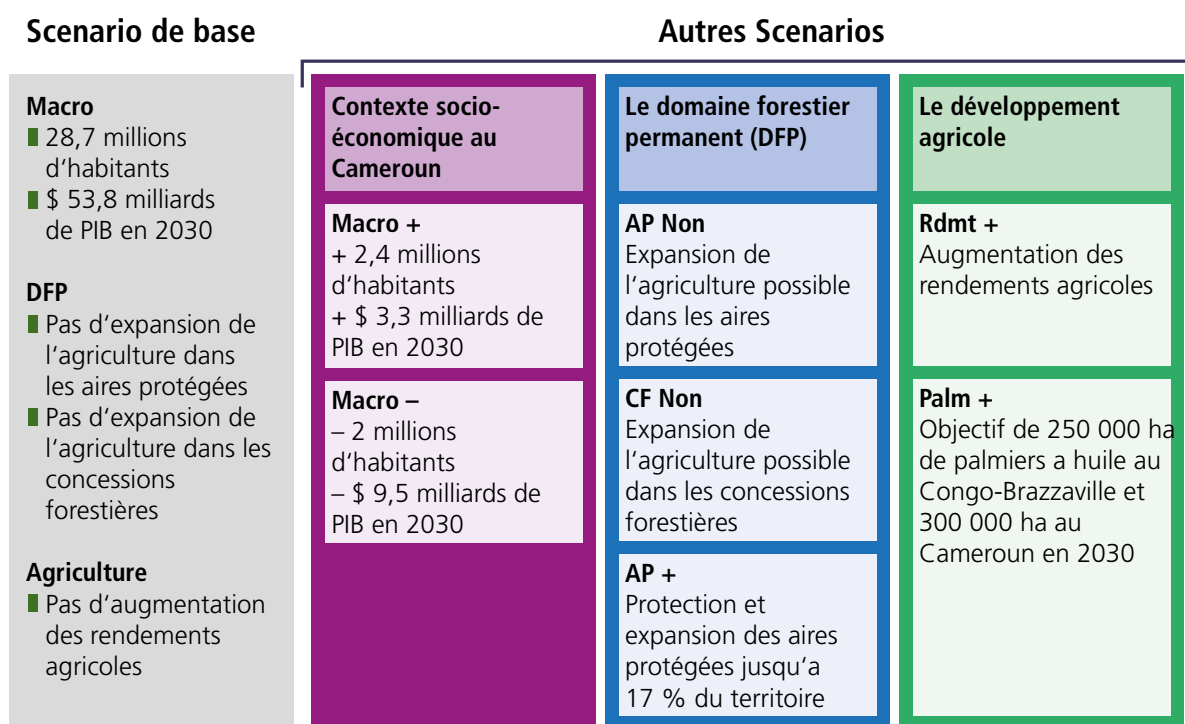 Scenario de base
Autres Scenarios
Macro
28,7 millions
d'habitants
$ 53,8 milliards
de PIB en 2030
DFP
Pas d'expansion de
l'agriculture dans
les aires protégées
Pas d'expansion de
l'agriculture dans les
concessions
forestières
Agriculture
Pas d'augmentation
des rendements
agricoles
Contexte socio-
économique au
Cameroun
Macro +
+ 2,4 millions
d'habitants
+ $ 3,3 milliards de
PIB en 2030
Macro –
– 2 millions
d'habitants
– $ 9,5 milliards de
PIB en 2030
Le domaine forestier
permanent (DFP)
AP Non
Expansion de
l'agriculture possible
dans les aires
protégées
CF Non
Expansion de
l'agriculture possible
dans les concessions
forestières
AP +
Protection et
expansion des aires
protégées jusqu'a
17 % du territoire
Le développement
agricole
Rdmt +
Augmentation des
rendements agricoles
Palm +
Objectif de 250 000 ha
de palmiers a huile au
Congo-Brazzaville et
300 000 ha au
Cameroun en 2030